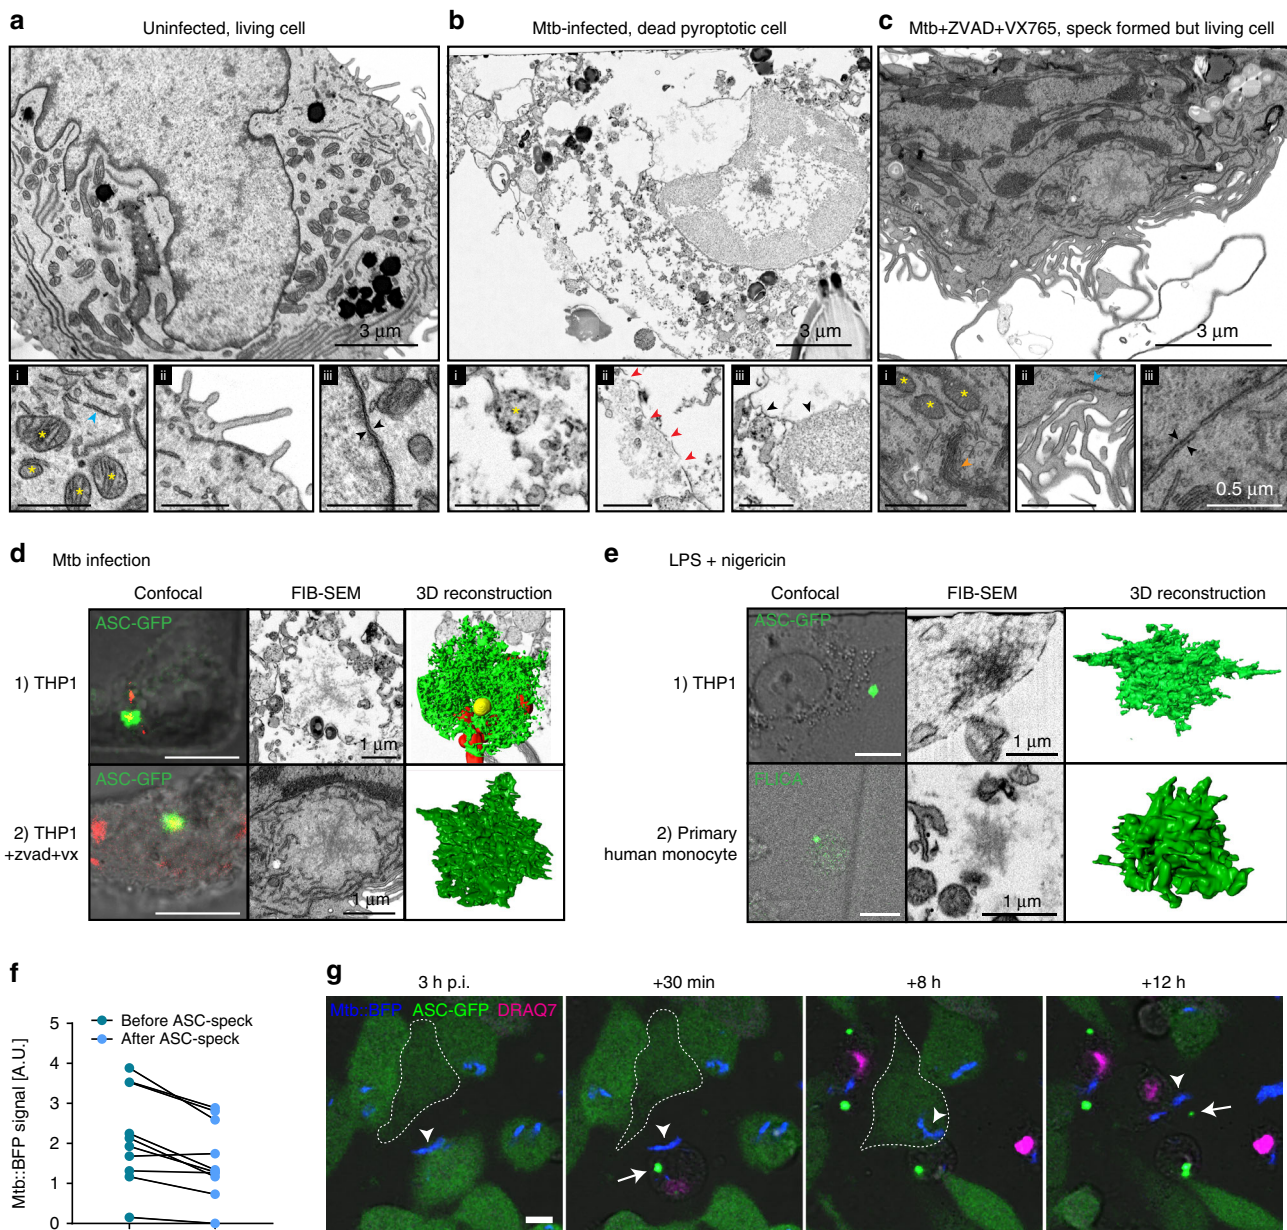 a
Uninfected, living cell
3 µm
i
ii
iii
b
Mtb-infected, dead pyroptotic cell
3 µm
i
ii
iii
c
Mtb+ZVAD+VX765, speck formed but living cell
3 µm
i
ii
iii
0.5 µm
d
Mtb infection
Confocal
FIB-SEM
3D reconstruction
1) THP1
ASC-GFP
1 µm
1 µm
2) THP1
+zvad+vx
ASC-GFP
1 µm
e
LPS + nigericin
Confocal
FIB-SEM
3D reconstruction
1) THP1
ASC-GFP
1 µm
2) Primary
human monocyte
FLICA
1 µm
f
Mtb::BFP signal [A.U.]
5
4
3
2
1
0
Before ASC-speck
After ASC-speck
g
3 h p.i.
+30 min
+8 h
+12 h
Mtb::BFP
ASC-GFP
DRAQ7